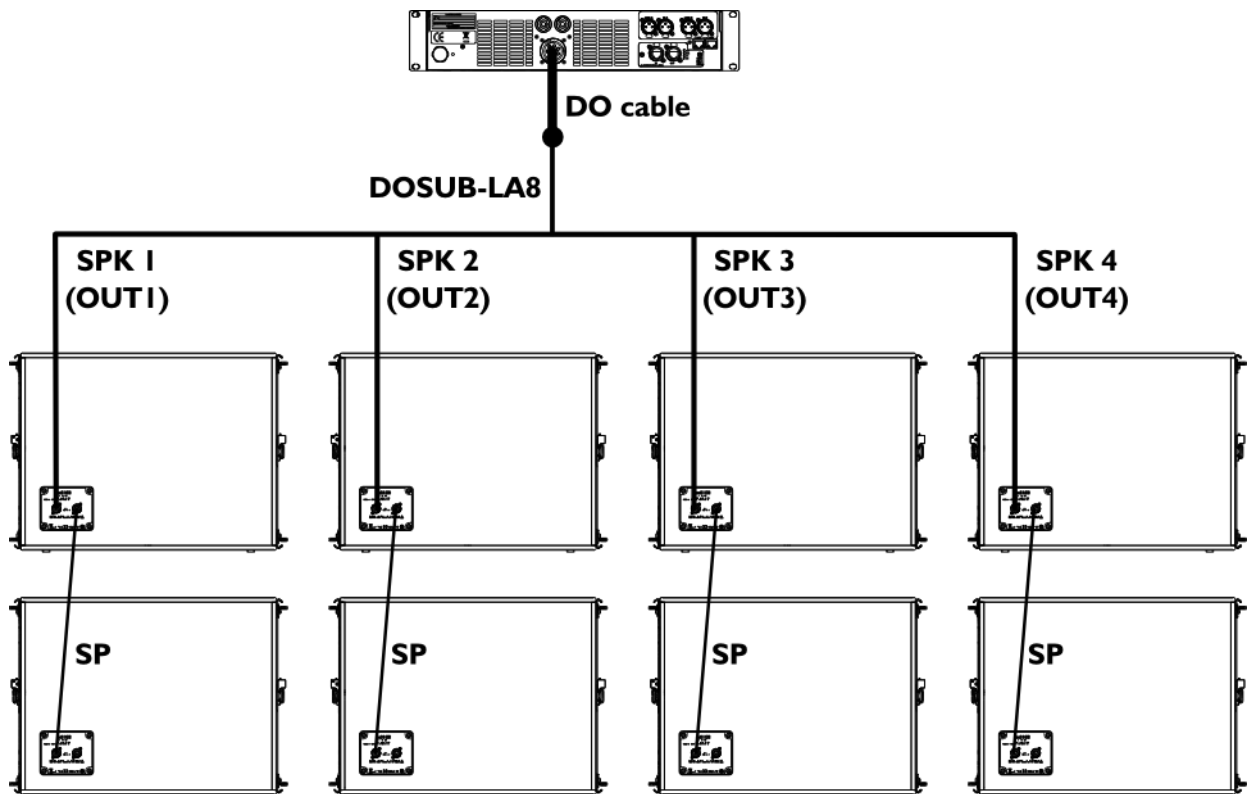 DO cable
DOSUB-LA8
SPK 1
(OUT1)
SPK 2
(OUT2)
SPK 3
(OUT3)
SPK 4
(OUT4)
SP
SP
SP
SP